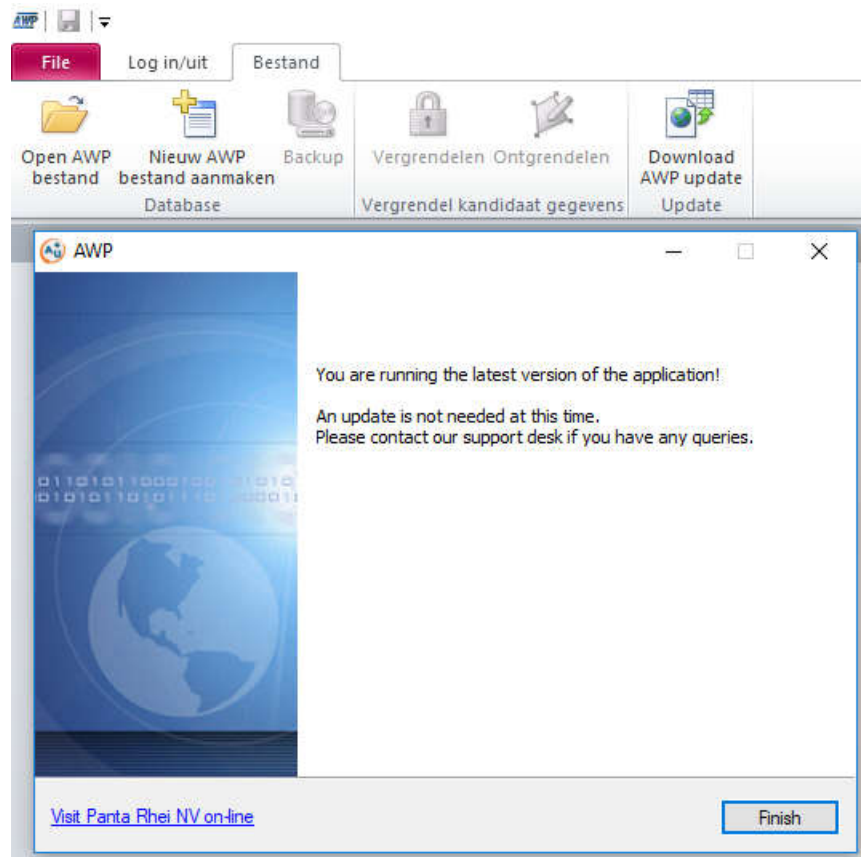 AWP
File Log in/uit Bestand
Open AWP bestand
Nieuw AWP bestand aanmaken
Backup
Vergrendelen
Ontgrendelen
Download AWP update
Database
Vergrendel kandidaat gegevens
Update
AWP
You are running the latest version of the application!
An update is not needed at this time.
Please contact our support desk if you have any queries.
Visit Panta Rhei NV on-line
Finish